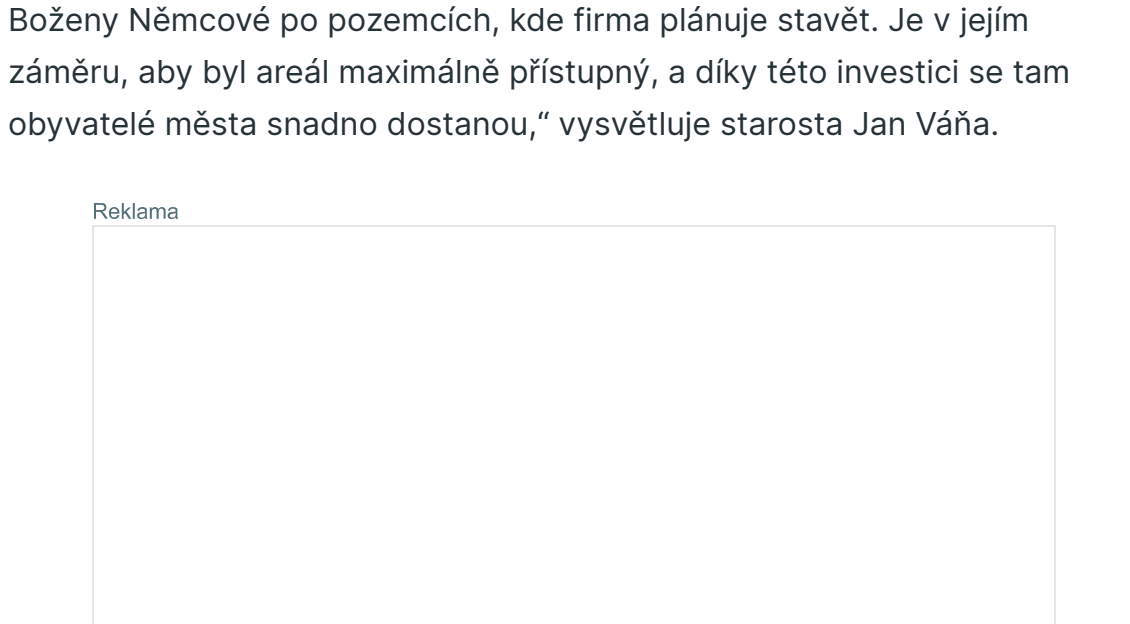 Boženy Němcové po pozemcích, kde firma plánuje stavět. Je v jejím
záměru, aby byl areál maximálně přístupný, a díky této investici se tam
obyvatelé města snadno dostanou,“ vysvětluje starosta Jan Váňa.
Reklama